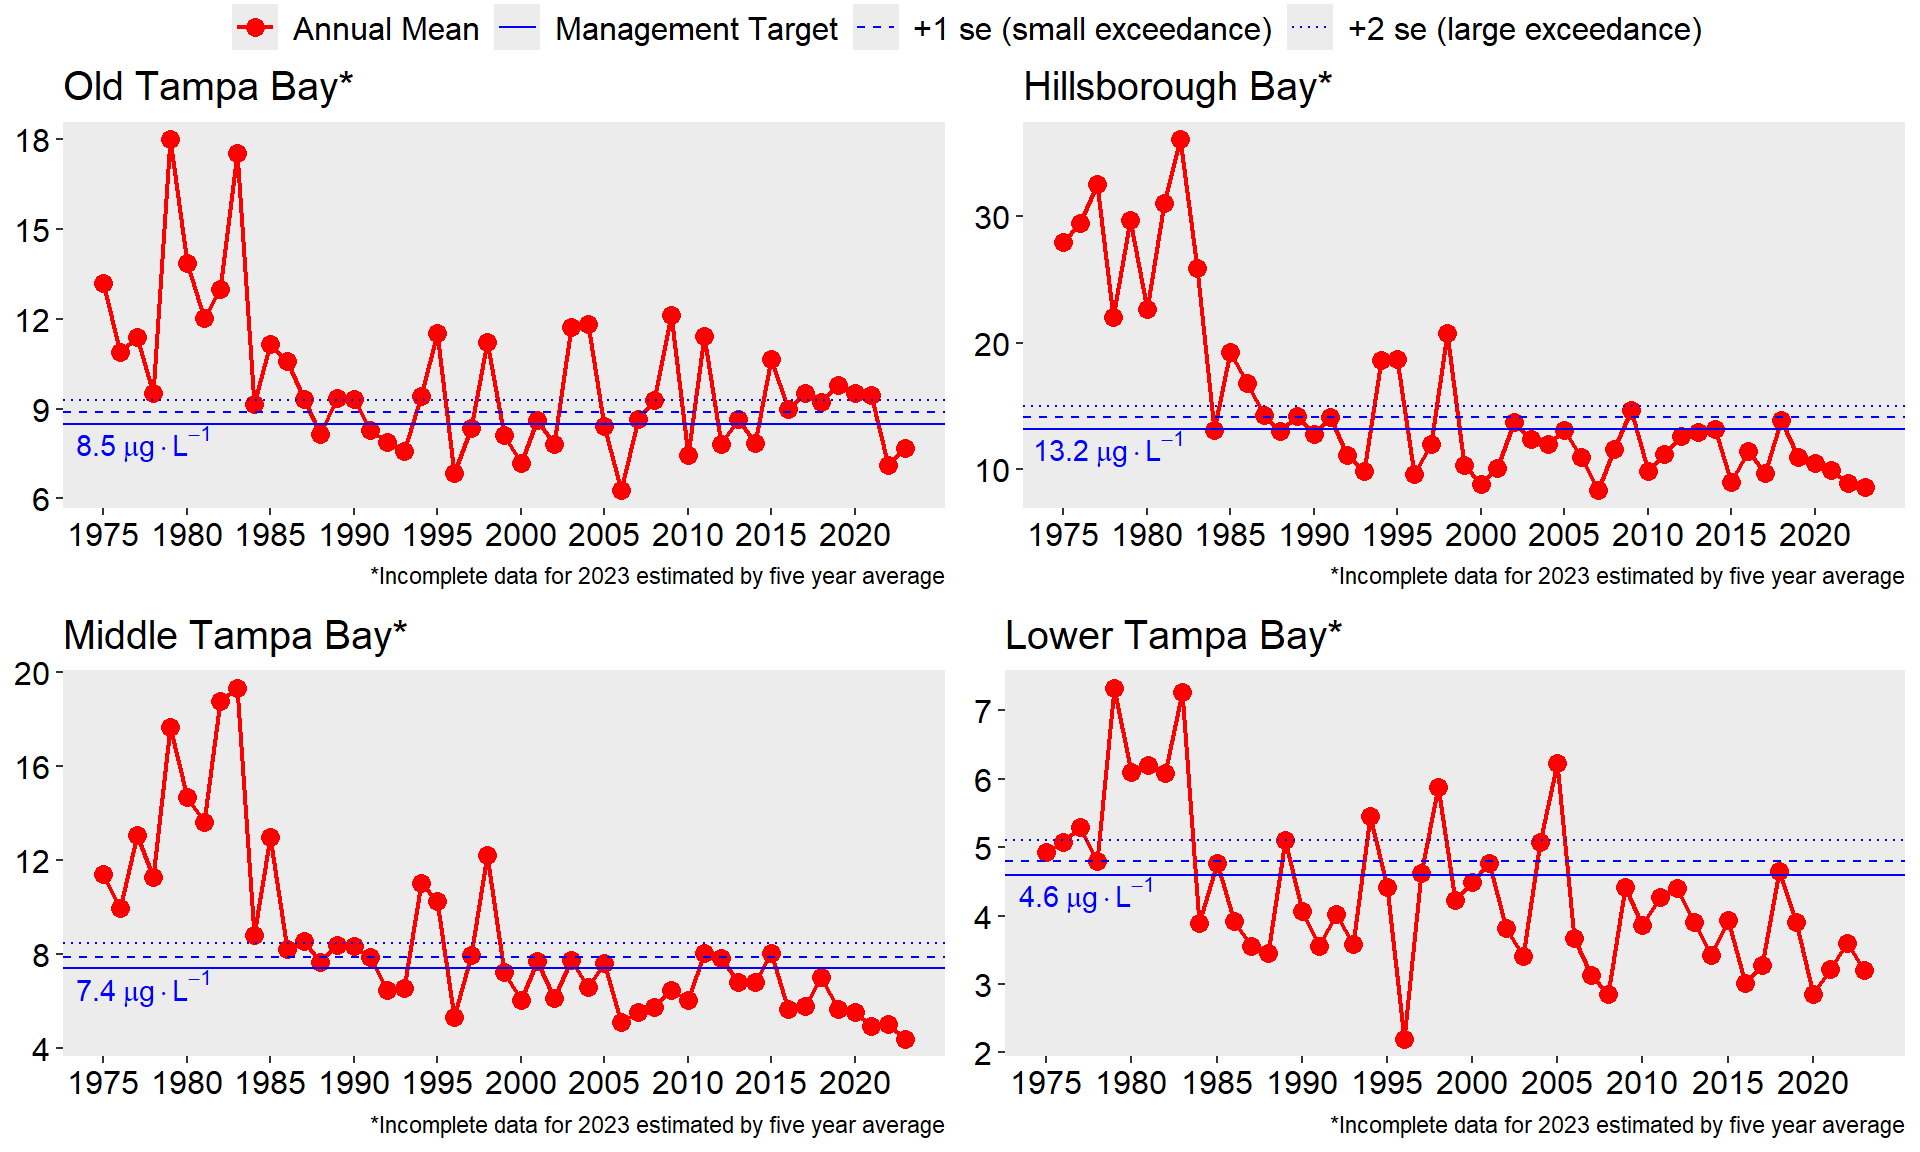 Annual Mean Management Target +1 se (small exceedance) +2 se (large exceedance)
Old Tampa Bay*
18
15
12
9
6
8.5 μg·L⁻¹
1975 1980 1985 1990 1995 2000 2005 2010 2015 2020
*Incomplete data for 2023 estimated by five year average
Hillsborough Bay*
30
20
10
13.2 μg·L⁻¹
1975 1980 1985 1990 1995 2000 2005 2010 2015 2020
*Incomplete data for 2023 estimated by five year average
Middle Tampa Bay*
20
16
12
8
4
7.4 μg·L⁻¹
1975 1980 1985 1990 1995 2000 2005 2010 2015 2020
*Incomplete data for 2023 estimated by five year average
Lower Tampa Bay*
7
6
5
4
3
2
4.6 μg·L⁻¹
1975 1980 1985 1990 1995 2000 2005 2010 2015 2020
*Incomplete data for 2023 estimated by five year average